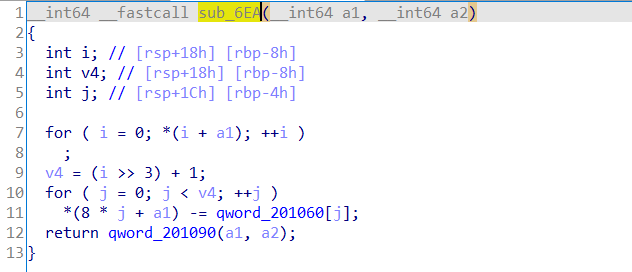 1 __int64 __fastcall sub_6EA(__int64 a1, __int64 a2)
2 {
3 int i; // [rsp+18h] [rbp-8h]
4 int v4; // [rsp+18h] [rbp-8h]
5 int j; // [rsp+1Ch] [rbp-4h]
6
7 for ( i = 0; *(i + a1); ++i )
8 ;
9 v4 = (i >> 3) + 1;
10 for ( j = 0; j < v4; ++j )
11 *(8 * j + a1) -= qword_201060[j];
12 return qword_201090(a1, a2);
13 }